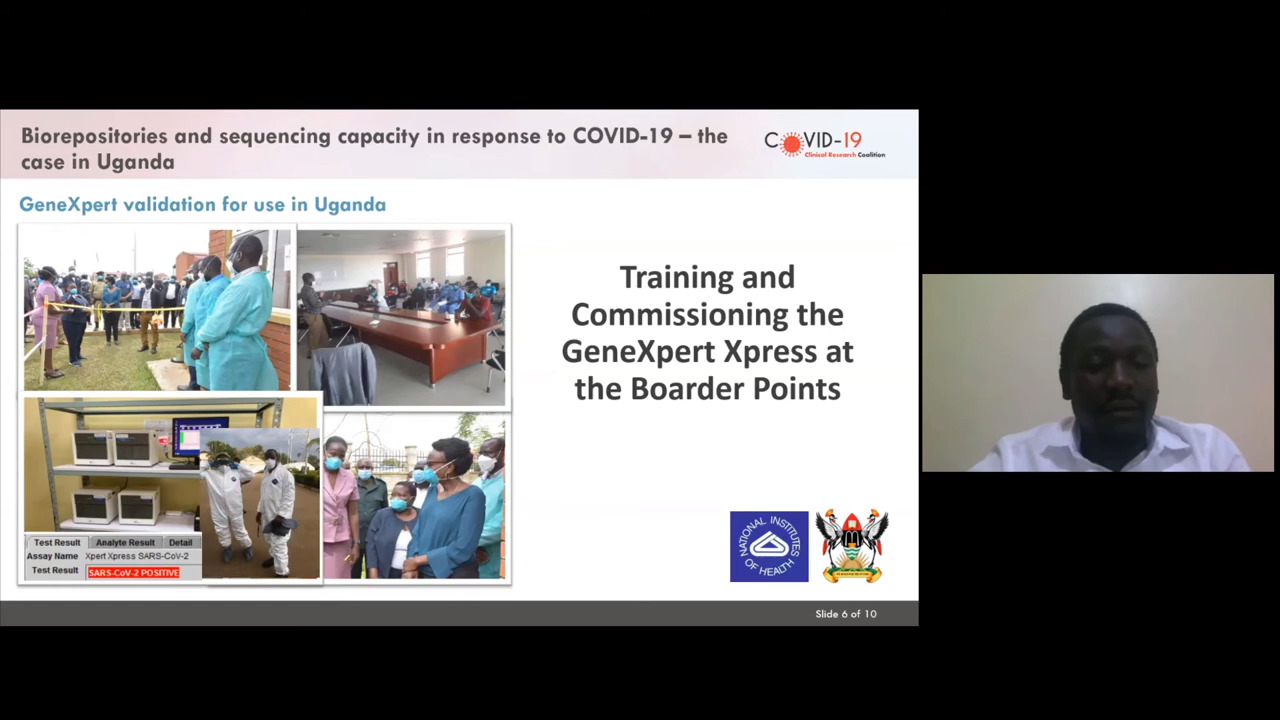 Biorepositories and sequencing capacity in response to COVID-19 – the
case in Uganda
COVID-19
Clinical Research Coalition
GeneXpert validation for use in Uganda
Training and
Commissioning the
GeneXpert Xpress at
the Boarder Points
Test Result Analyte Result Detail
Assay Name Xpert Xpress SARS-CoV-2
Test Result SARS-CoV-2 POSITIVE
NATIONAL INSTITUTES
OF HEALTH
Slide 6 of 10